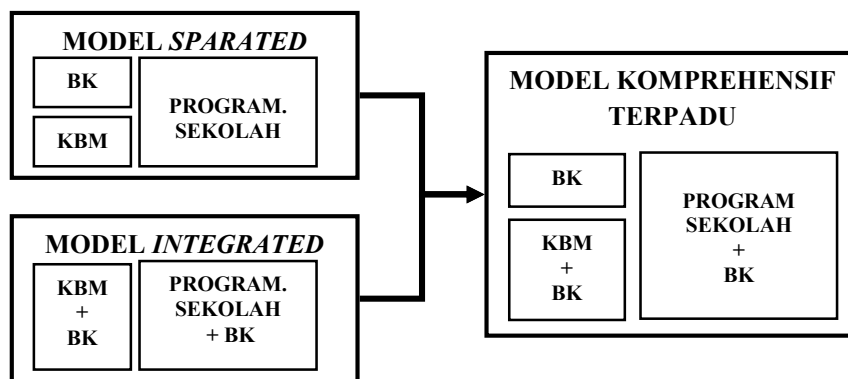 MODEL SPARATED
BK
KBM
PROGRAM.
SEKOLAH
MODEL INTEGRATED
KBM
+
BK
PROGRAM.
SEKOLAH
+ BK
MODEL KOMPREHENSIF
TERPADU
BK
KBM
+
BK
PROGRAM
SEKOLAH
+
BK